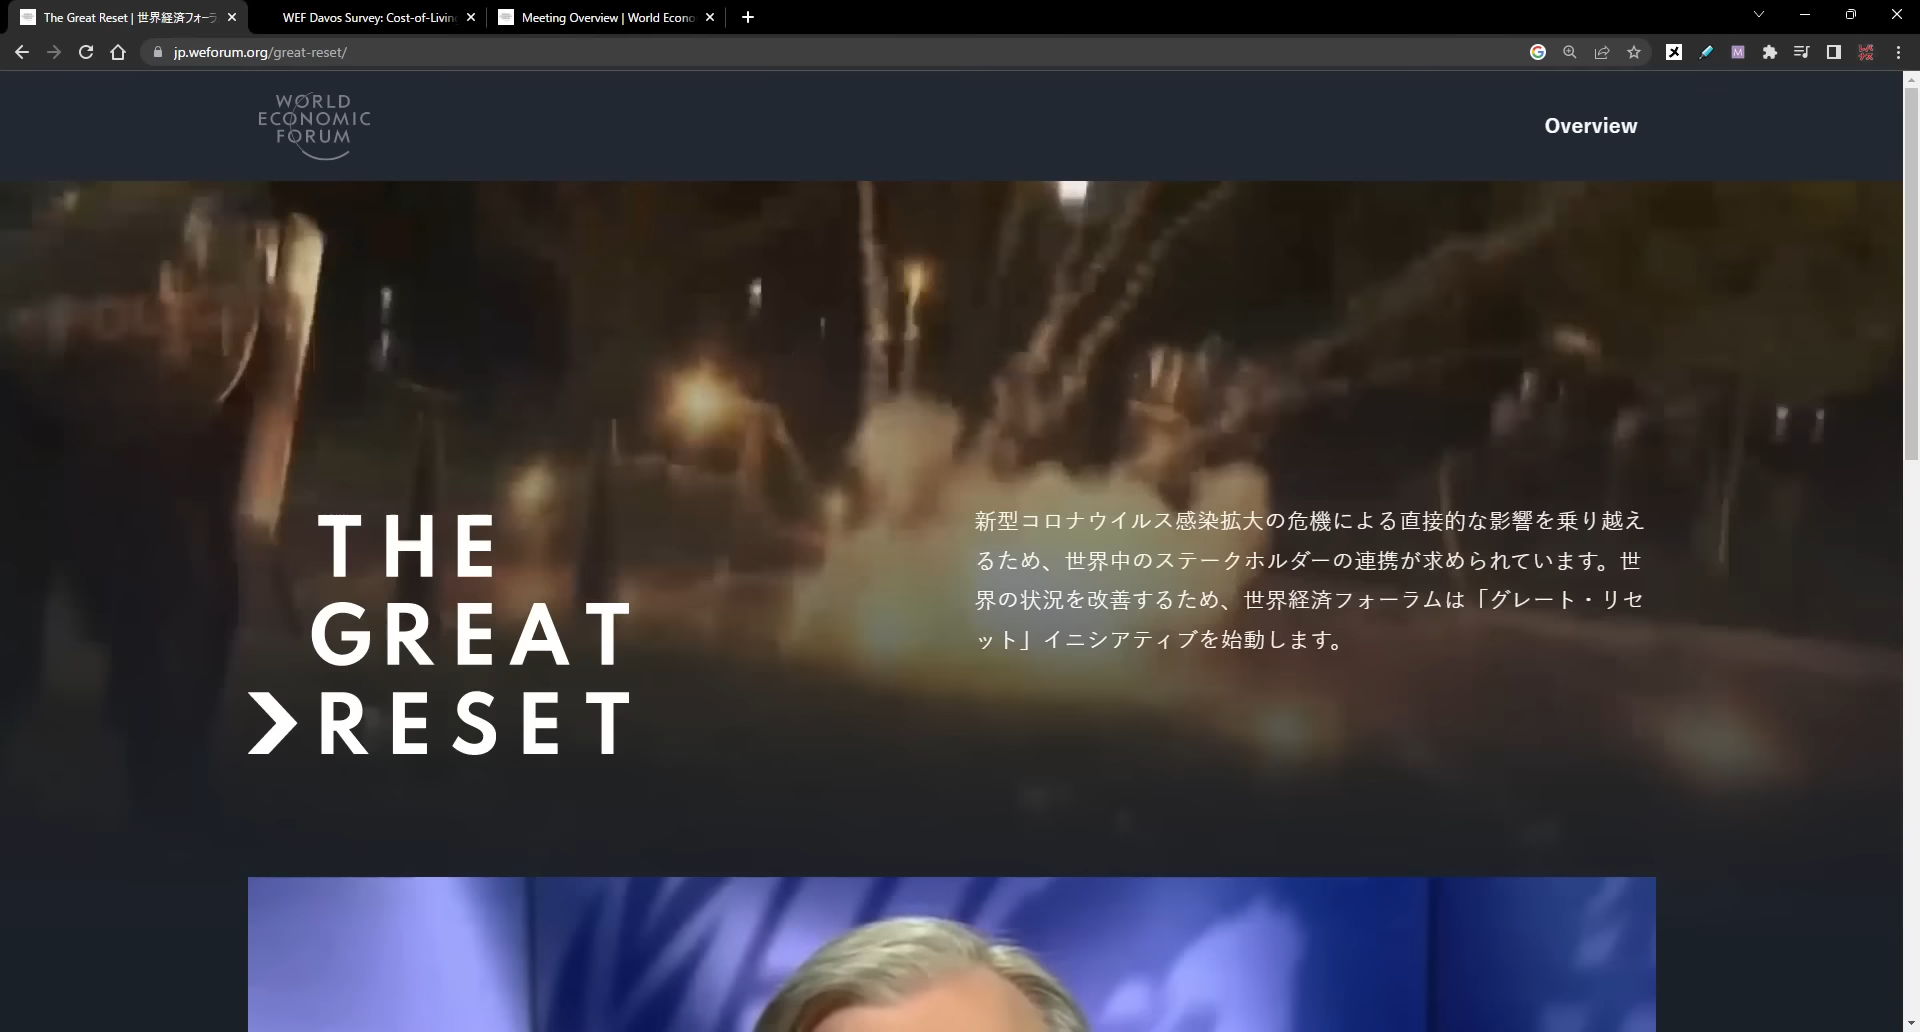 The Great Reset | 世界経済フォーラ
WEF Davos Survey: Cost-of-Living
Meeting Overview | World Econo
jp.weforum.org/great-reset/
WORLD
ECONOMIC
FORUM
Overview
THE
GREAT
RESET
新型コロナウイルス感染拡大の危機による直接的な影響を乗り越え
るため、世界中のステークホルダーの連携が求められています。世
界の状況を改善するため、世界経済フォーラムは「グレート・リセ
ット」イニシアティブを始動します。